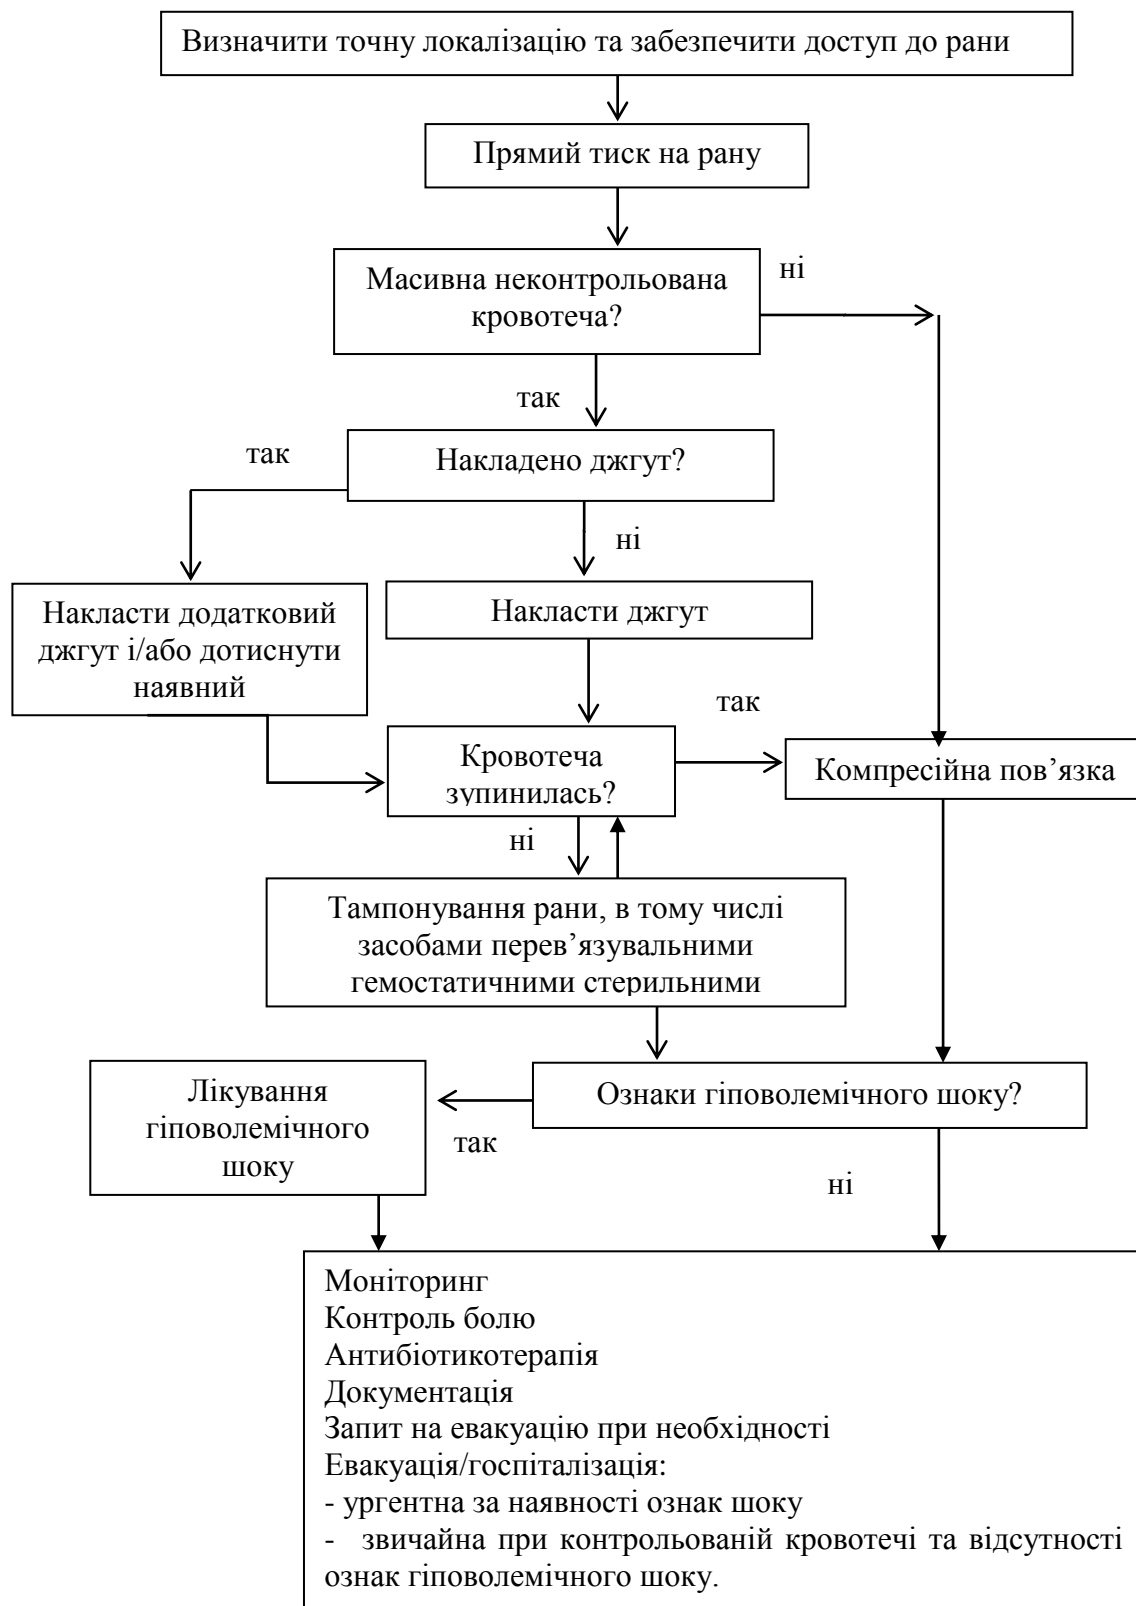 Визначити точну локалізацію та забезпечити доступ до рани
Прямий тиск на рану
Масивна неконтрольована
кровотеча?
ні
так
так
Накладено джгут?
ні
Накласти додатковий
джгут і/або дотиснути
наявний
Накласти джгут
так
Кровотеча
зупинилась?
Компресійна пов’язка
ні
Тампонування рани, в тому числі
засобами перев’язувальними
гемостатичними стерильними
Лікування
гіповолемічного
шоку
Ознаки гіповолемічного шоку?
так
ні
Моніторинг
Контроль болю
Антибіотикотерапія
Документація
Запит на евакуацію при необхідності
Евакуація/госпіталізація:
- ургентна за наявності ознак шоку
- звичайна при контрольованій кровотечі та відсутності
ознак гіповолемічного шоку.